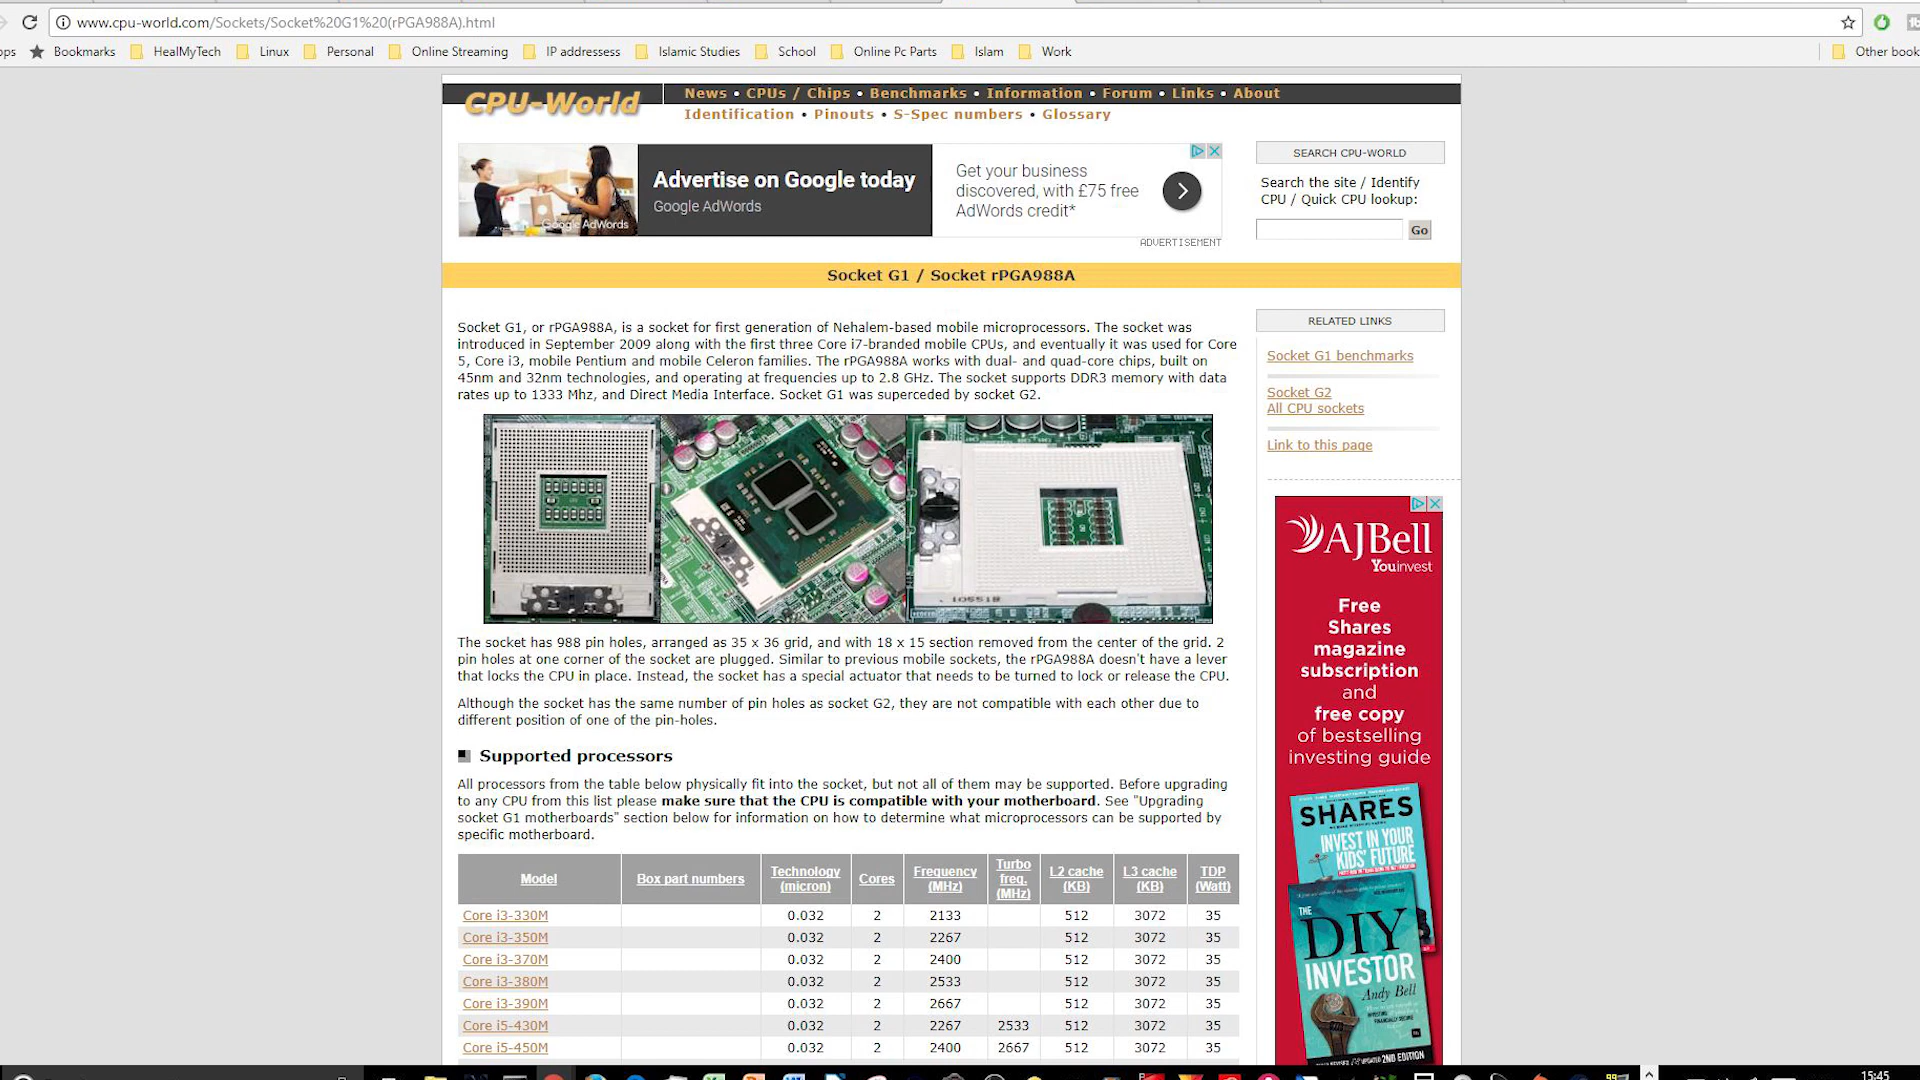 www.cpu-world.com/Sockets/Socket%20G1%20(rPGA988A).html
Bookmarks HealMyTech Linux Personal Online Streaming IP addressess Islamic Studies School Online Pc Parts Islam Work Other book
CPU-World
News • CPUs / Chips • Benchmarks • Information • Forum • Links • About
Identification • Pinouts • S-Spec numbers • Glossary
Advertise on Google today
Google AdWords
Google AdWords
Get your business
discovered, with £75 free
AdWords credit*
ADVERTISEMENT
SEARCH CPU-WORLD
Search the site / Identify
CPU / Quick CPU lookup:
Go
Socket G1 / Socket rPGA988A
Socket G1, or rPGA988A, is a socket for first generation of Nehalem-based mobile microprocessors. The socket was
introduced in September 2009 along with the first three Core i7-branded mobile CPUs, and eventually it was used for Core
5, Core i3, mobile Pentium and mobile Celeron families. The rPGA988A works with dual- and quad-core chips, built on
45nm and 32nm technologies, and operating at frequencies up to 2.8 GHz. The socket supports DDR3 memory with data
rates up to 1333 Mhz, and Direct Media Interface. Socket G1 was superceded by socket G2.
The socket has 988 pin holes, arranged as 35 x 36 grid, and with 18 x 15 section removed from the center of the grid. 2
pin holes at one corner of the socket are plugged. Similar to previous mobile sockets, the rPGA988A doesn't have a lever
that locks the CPU in place. Instead, the socket has a special actuator that needs to be turned to lock or release the CPU.
Although the socket has the same number of pin holes as socket G2, they are not compatible with each other due to
different position of one of the pin-holes.
Supported processors
All processors from the table below physically fit into the socket, but not all of them may be supported. Before upgrading
to any CPU from this list please make sure that the CPU is compatible with your motherboard. See "Upgrading
socket G1 motherboards" section below for information on how to determine what microprocessors can be supported by
specific motherboard.
Model Box part numbers Technology (micron) Cores Frequency (MHz) Turbo freq. (MHz) L2 cache (KB) L3 cache (KB) TDP (Watt)
Core i3-330M 0.032 2 2133 512 3072 35
Core i3-350M 0.032 2 2267 512 3072 35
Core i3-370M 0.032 2 2400 512 3072 35
Core i3-380M 0.032 2 2533 512 3072 35
Core i3-390M 0.032 2 2667 512 3072 35
Core i5-430M 0.032 2 2267 2533 512 3072 35
Core i5-450M 0.032 2 2400 2667 512 3072 35
RELATED LINKS
Socket G1 benchmarks
Socket G2
All CPU sockets
Link to this page
AJBell
Youinvest
Free
Shares
magazine
subscription
and
free copy
of bestselling
investing guide
SHARES
INVEST IN YOUR
KIDS' FUTURE
THE
DIY
INVESTOR
Andy Bell
2ND EDITION
15:45